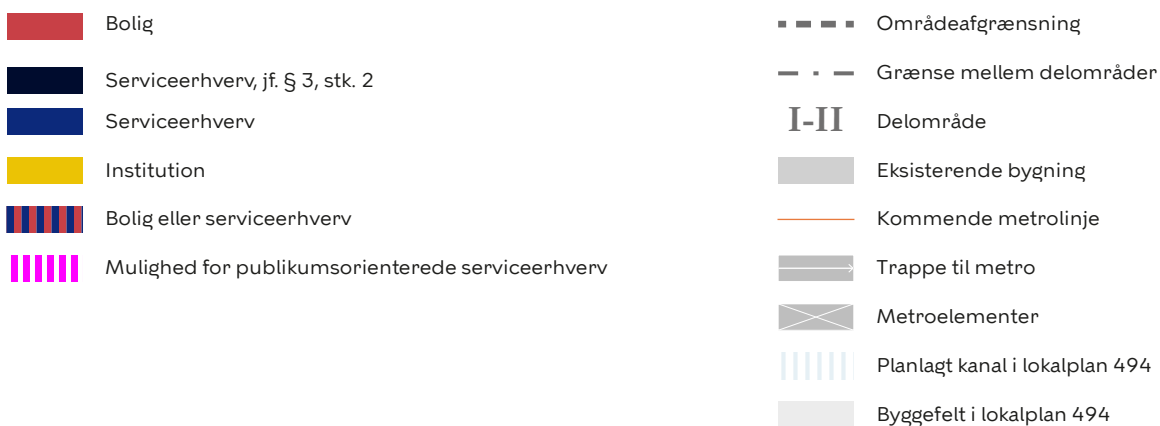 Bolig
Serviceerhverv, jf. § 3, stk. 2
Serviceerhverv
Institution
Bolig eller serviceerhverv
Mulighed for publikumsorienterede serviceerhverv
Områdeafgrænsning
Grænse mellem delområder
I-II Delområde
Eksisterende bygning
Kommende metrolinje
Trappe til metro
Metroelementer
Planlagt kanal i lokalplan 494
Byggefelt i lokalplan 494